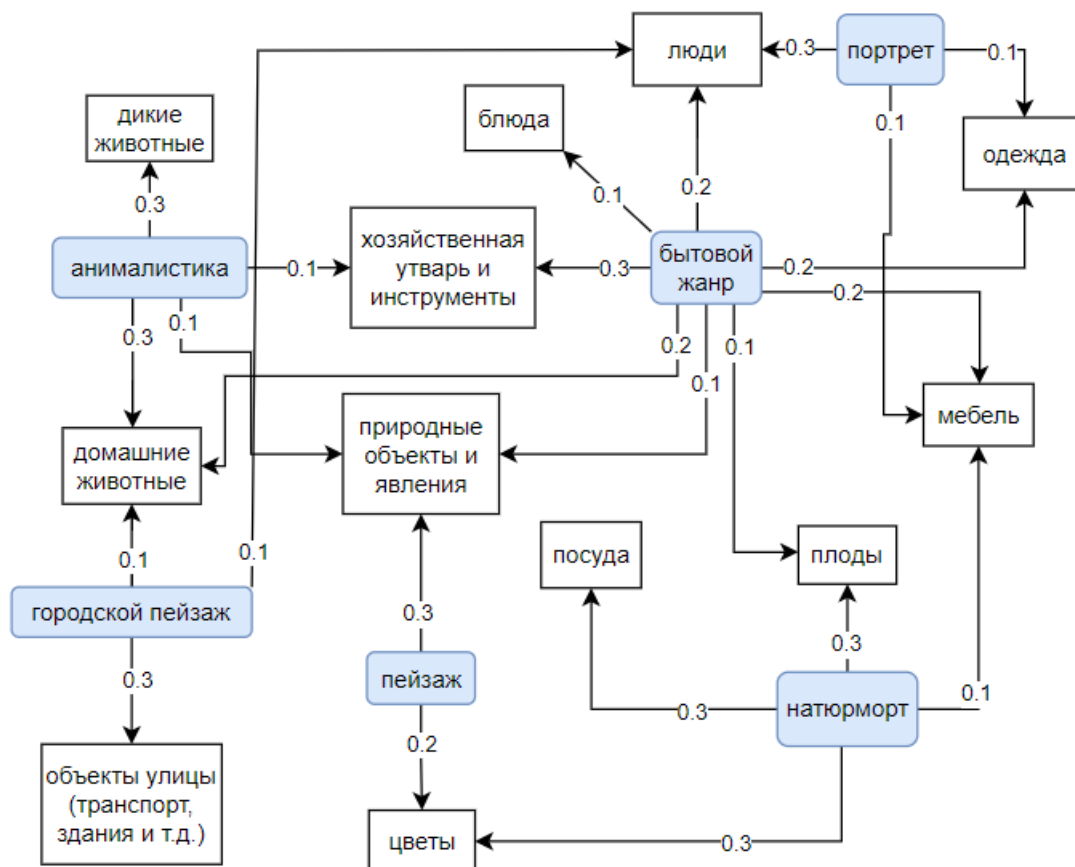 люди
0.3
портрет
0.1
дикие
животные
блюда
0.1
одежда
0.3
0.1
0.2
анималистика
0.1
хозяйственная
утварь и
инструменты
0.3
бытовой
жанр
0.2
0.2
0.3
0.1
0.2
0.1
0.1
домашние
животные
природные
объекты и
явления
мебель
0.1
0.1
посуда
плоды
городской пейзаж
0.3
0.3
0.3
пейзаж
0.3
натюрморт
0.1
0.2
объекты улицы
(транспорт,
здания и т.д.)
цветы
0.3